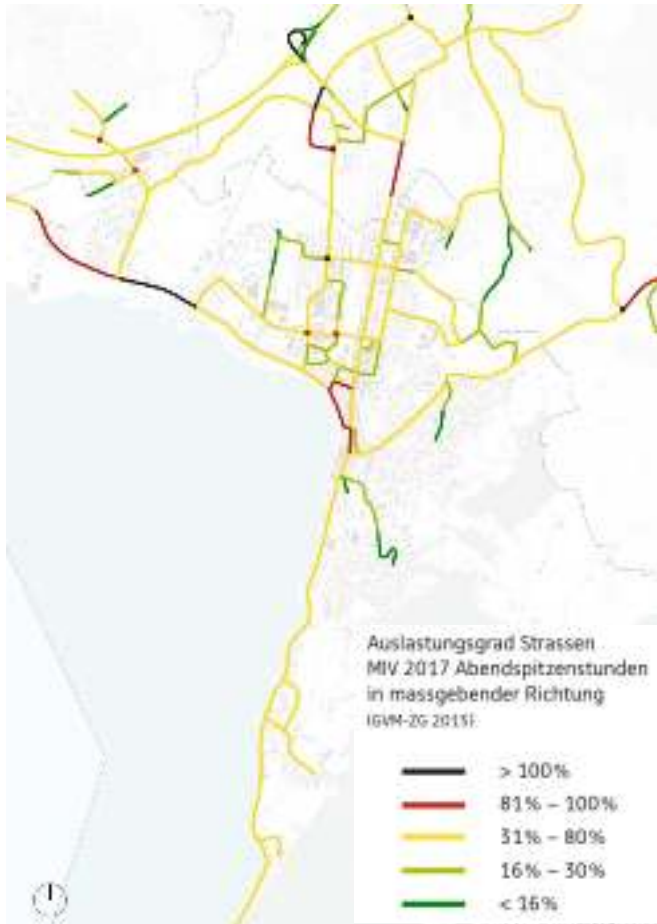 Auslastungsgrad Strassen
MIV 2017 Abendspitzenstunden
in massgebender Richtung
(GVM-ZG 2015)
> 100%
81% – 100%
31% – 80%
16% – 30%
< 16%